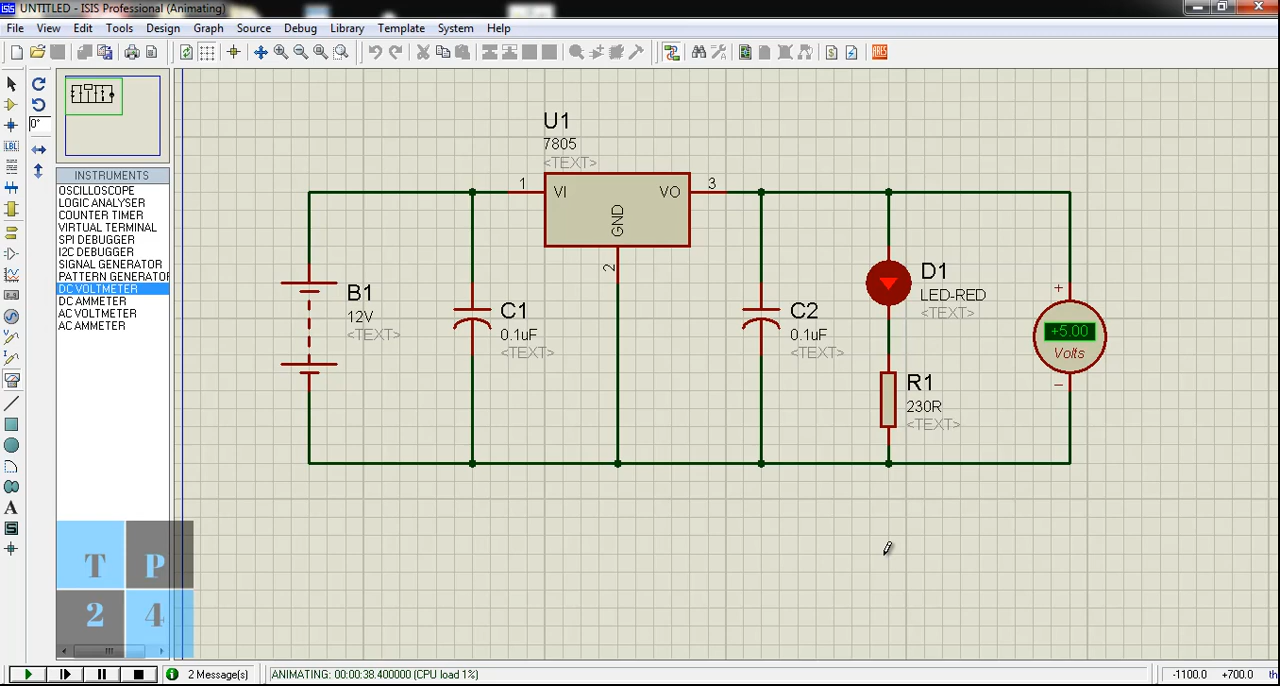 UNTITLED - ISIS Professional (Animating)
File View Edit Tools Design Graph Source Debug Library Template System Help
ARES
0°
LBL
INSTRUMENTS
OSCILLOSCOPE
LOGIC ANALYSER
COUNTER TIMER
VIRTUAL TERMINAL
SPI DEBUGGER
I2C DEBUGGER
SIGNAL GENERATOR
PATTERN GENERATOR
DC VOLTMETER
DC AMMETER
AC VOLTMETER
AC AMMETER
U1
7805
<TEXT>
1 VI VO 3
GND
2
B1
12V
<TEXT>
C1
0.1uF
<TEXT>
C2
0.1uF
<TEXT>
D1
LED-RED
<TEXT>
R1
230R
<TEXT>
+
+5.00
Volts
−
A
S
T P
2 4
2 Message(s) ANIMATING: 00:00:38.400000 (CPU load 1%) -1100.0 +700.0 th